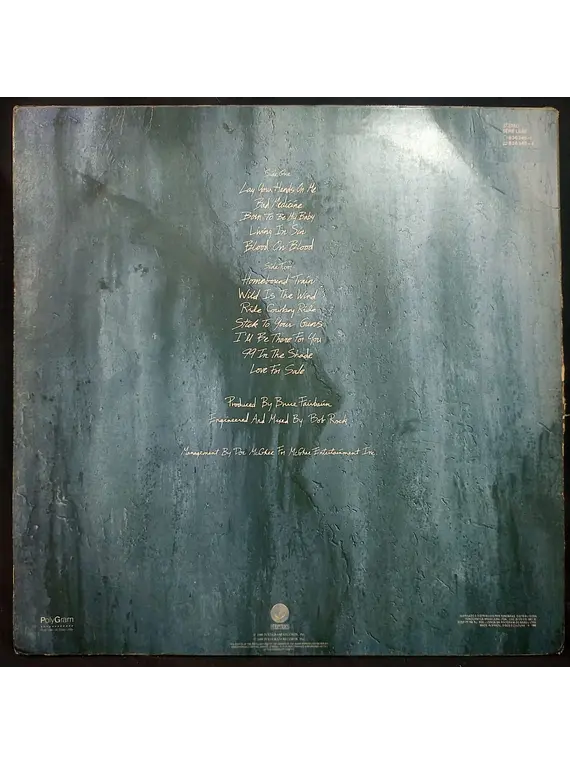 Side One
Lay Your Hands On Me
Bad Medicine
Born To Be My Baby
Living In Sin
Blood On Blood
Side Two
Homebound Train
Wild Is The Wind
Ride Cowboy Ride
Stick To Your Guns
I'll Be There For You
99 In The Shade
Love For Sale
Produced By Bruce Fairbairn
Engineered And Mixed By Bob Rock
Management By Doc McGhee For McGhee Entertainment Inc.
PolyGram